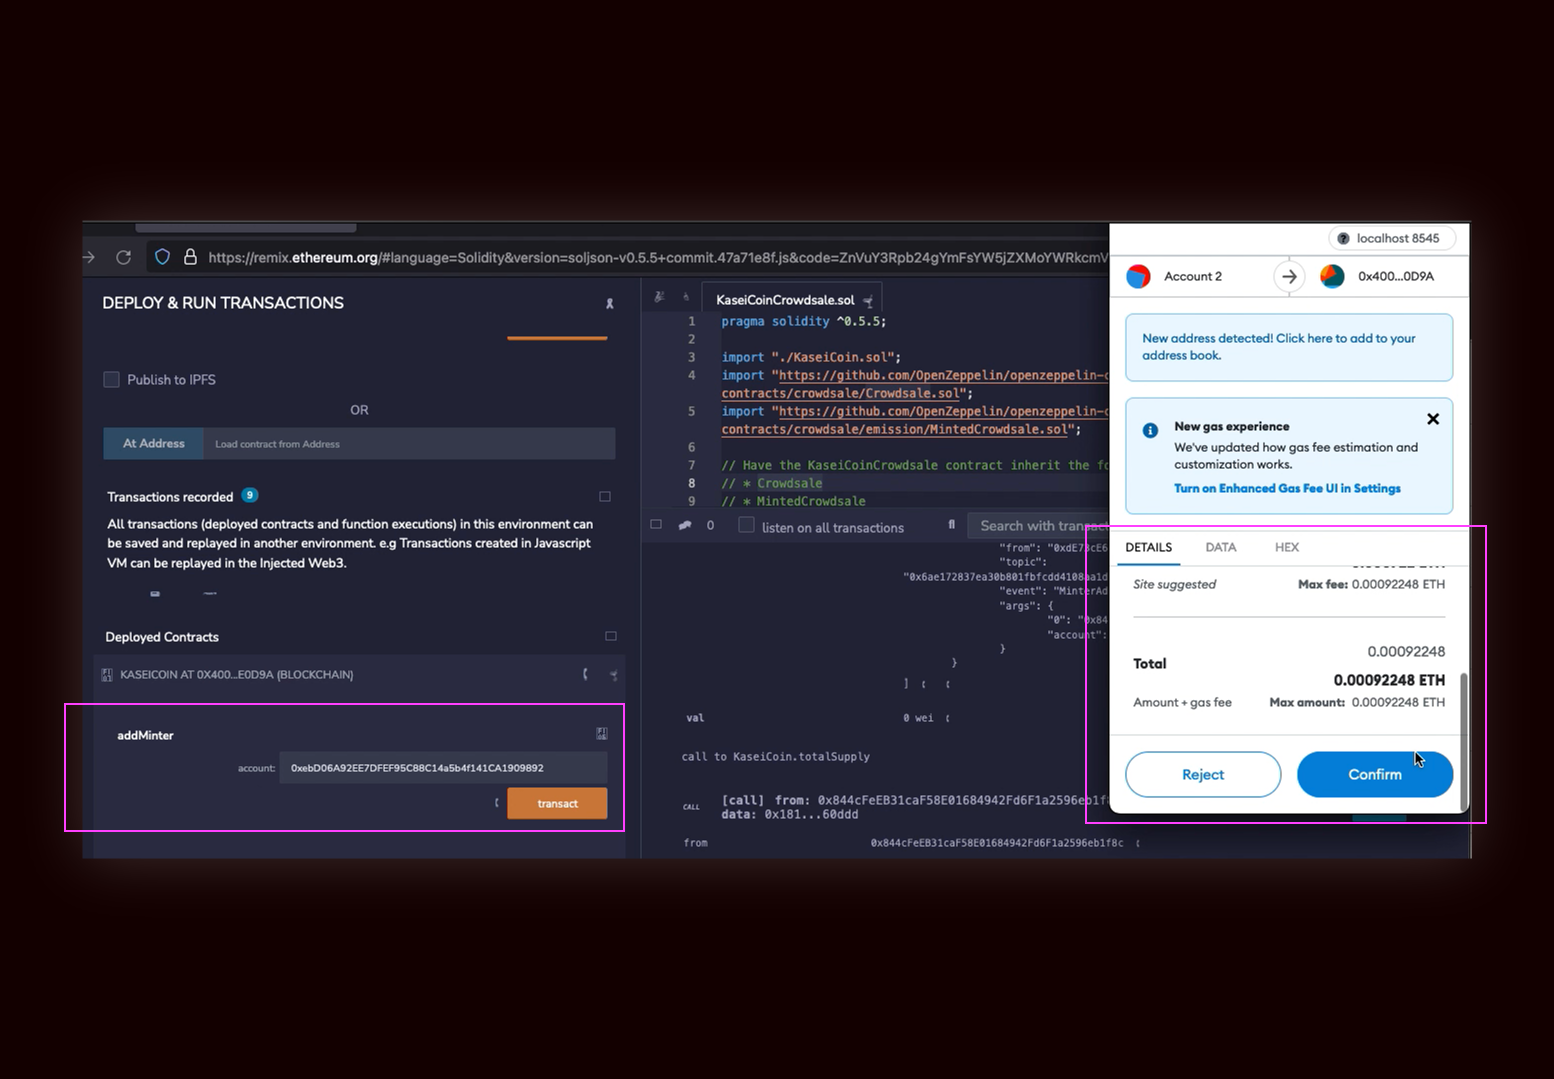 https://remix.ethereum.org/#language=Solidity&version=soljson-v0.5.5+commit.47a71e8f.js&code=ZnVuY3Rpb24gYmFsYW5jZXMoYWRkcmV
DEPLOY & RUN TRANSACTIONS
Publish to IPFS
OR
At Address
Load contract from Address
Transactions recorded 9
All transactions (deployed contracts and function executions) in this environment can
be saved and replayed in another environment. e.g Transactions created in Javascript
VM can be replayed in the Injected Web3.
Deployed Contracts
KASEICOIN AT 0X400...E0D9A (BLOCKCHAIN)
addMinter
account: 0xebD06A92EE7DFEF95C88C14a5b4f141CA1909892
transact
KaseiCoinCrowdsale.sol
1 pragma solidity ^0.5.5;
2
3 import "./KaseiCoin.sol";
4 import "https://github.com/OpenZeppelin/openzeppelin-c
contracts/crowdsale/Crowdsale.sol";
5 import "https://github.com/OpenZeppelin/openzeppelin-c
contracts/crowdsale/emission/MintedCrowdsale.sol";
6
7 // Have the KaseiCoinCrowdsale contract inherit the fo
8 // * Crowdsale
9 // * MintedCrowdsale
0 listen on all transactions
Search with transact
"from": "0xdE73cE6
"topic":
"0x6ae172837ea30b801fbfcdd4108aa1d
"event": "MinterAd
"args": {
"0": "0x84
"account":
}
}
]
val 0 wei
call to KaseiCoin.totalSupply
CALL [call] from: 0x844cFeEB31caF58E01684942Fd6F1a2596eb1f8
data: 0x181...60ddd
from 0x844cFeEB31caF58E01684942Fd6F1a2596eb1f8c
localhost 8545
Account 2
0x400...0D9A
New address detected! Click here to add to your
address book.
New gas experience
We've updated how gas fee estimation and
customization works.
Turn on Enhanced Gas Fee UI in Settings
DETAILS DATA HEX
Site suggested Max fee: 0.00092248 ETH
0.00092248
Total
0.00092248 ETH
Amount + gas fee Max amount: 0.00092248 ETH
Reject
Confirm